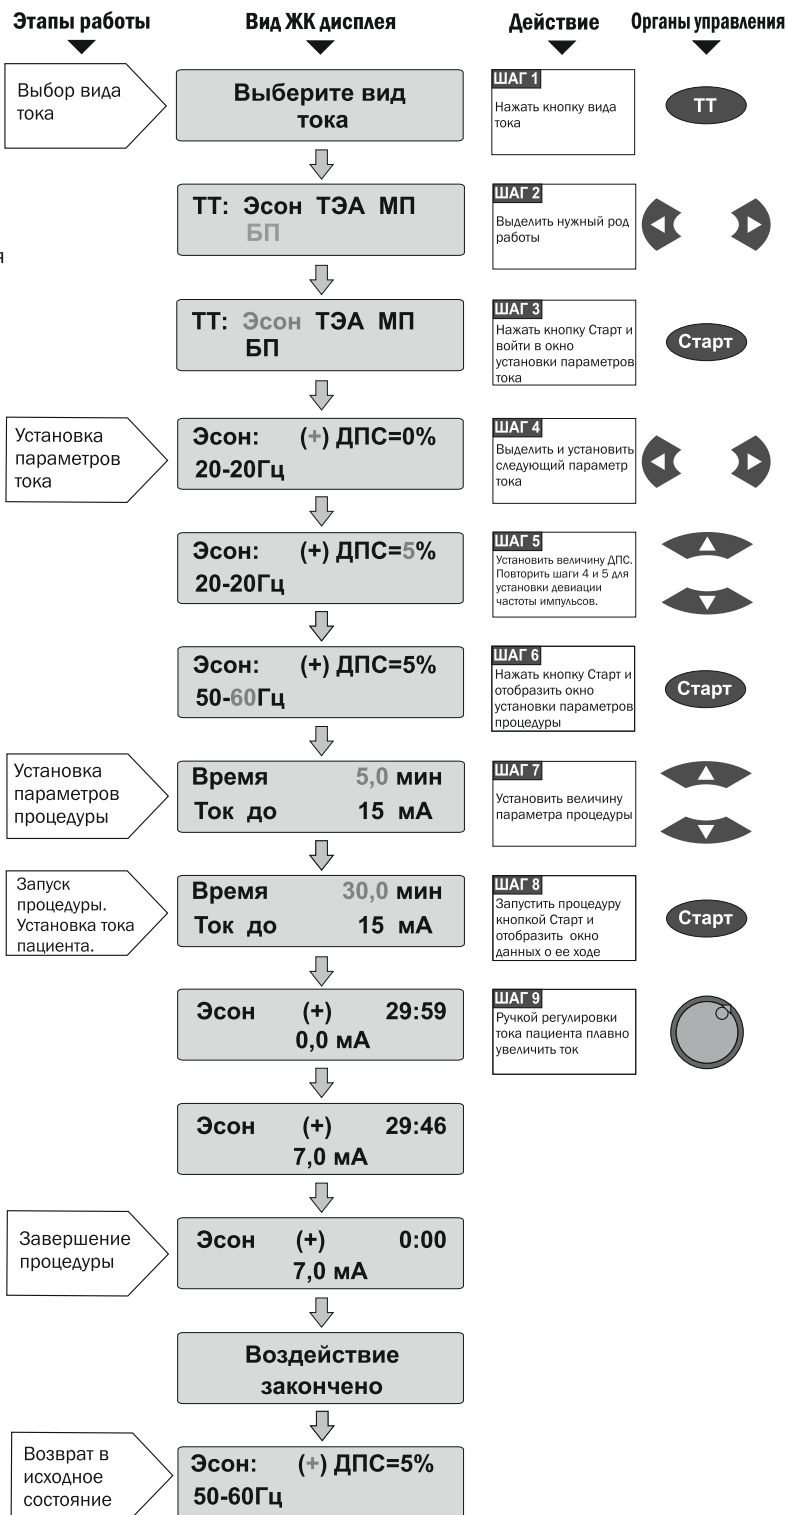 Этапы работы
Вид ЖК дисплея
Действие
Органы управления
Выбор вида
тока
Выберите вид
тока
ШАГ 1
Нажать кнопку вида
тока
ТТ
ТТ: Эсон ТЭА МП
БП
ШАГ 2
Выделить нужный род
работы
я
ТТ: Эсон ТЭА МП
БП
ШАГ 3
Нажать кнопку Старт и
войти в окно
установки параметров
тока
Старт
Установка
параметров
тока
Эсон: (+) ДПС=0%
20-20Гц
ШАГ 4
Выделить и установить
следующий параметр
тока
Эсон: (+) ДПС=5%
20-20Гц
ШАГ 5
Установить величину ДПС.
Повторить шаги 4 и 5 для
установки девиации
частоты импульсов.
Эсон: (+) ДПС=5%
50-60Гц
ШАГ 6
Нажать кнопку Старт и
отобразить окно
установки параметров
процедуры
Старт
Установка
параметров
процедуры
Время 5,0 мин
Ток до 15 мА
ШАГ 7
Установить величину
параметра процедуры
Запуск
процедуры.
Установка тока
пациента.
Время 30,0 мин
Ток до 15 мА
ШАГ 8
Запустить процедуру
кнопкой Старт и
отобразить окно
данных о ее ходе
Старт
Эсон (+) 29:59
0,0 мА
ШАГ 9
Ручкой регулировки
тока пациента плавно
увеличить ток
Эсон (+) 29:46
7,0 мА
Завершение
процедуры
Эсон (+) 0:00
7,0 мА
Воздействие
закончено
Возврат в
исходное
состояние
Эсон: (+) ДПС=5%
50-60Гц